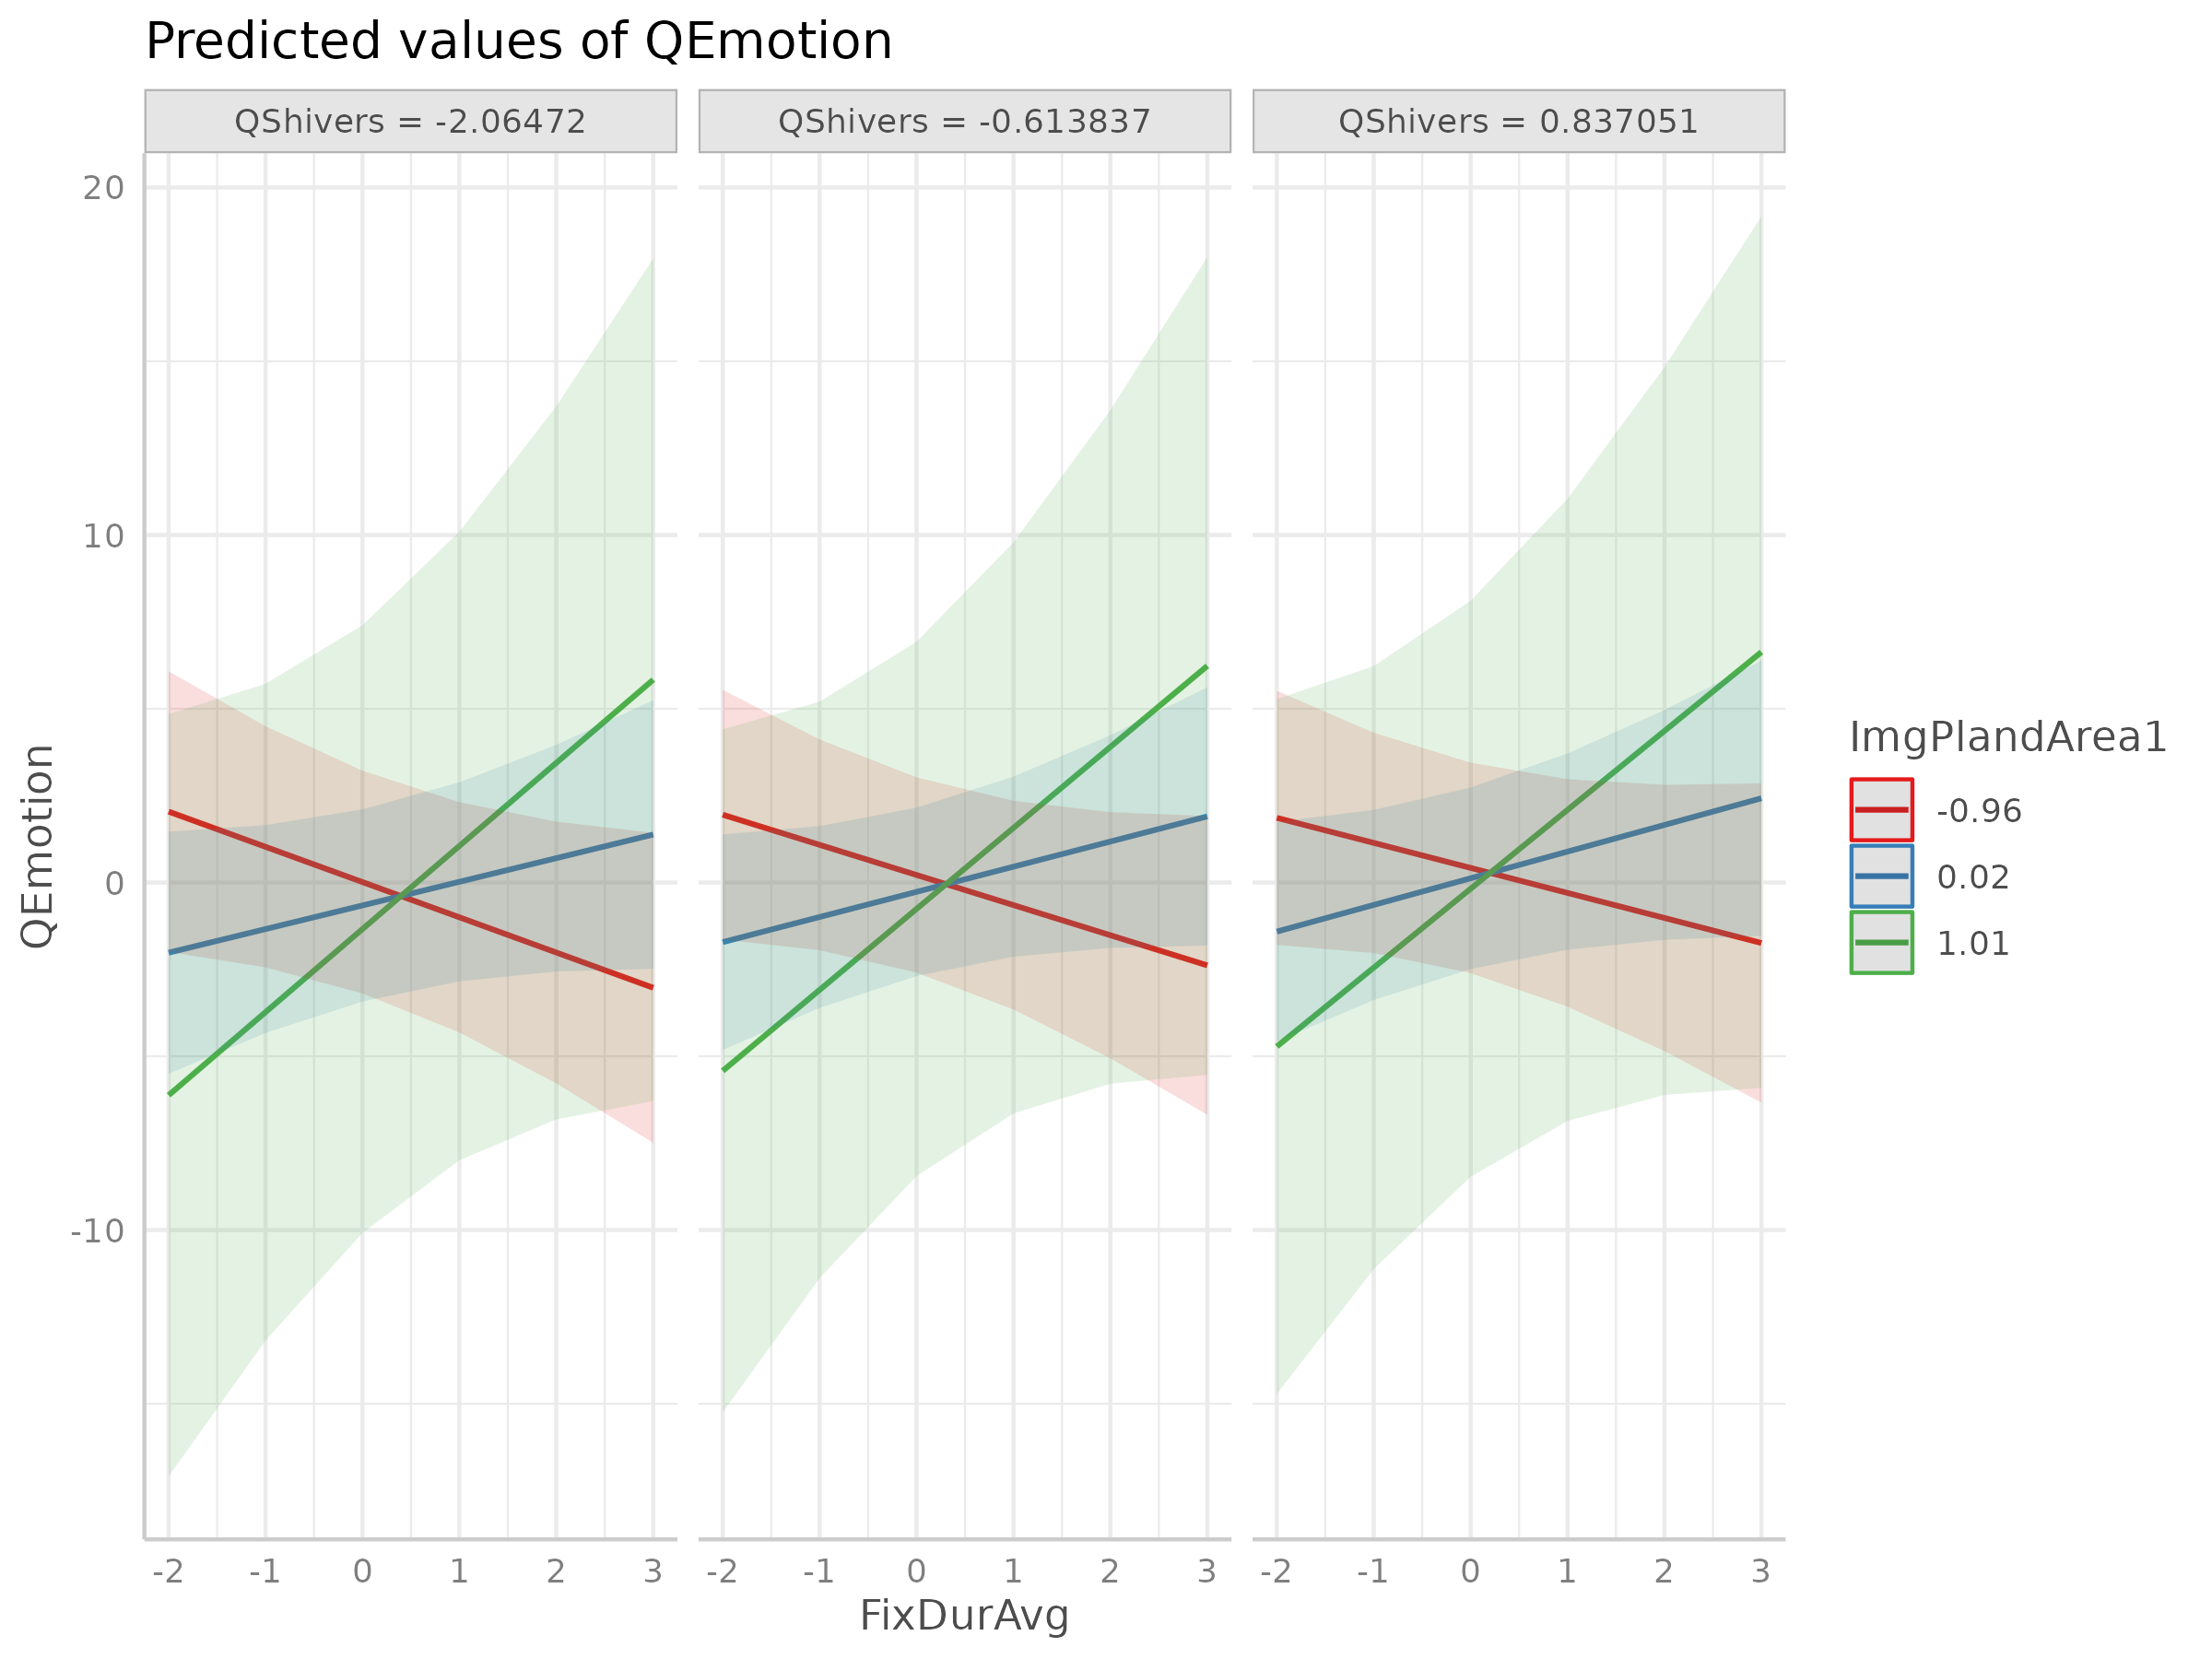 Predicted values of QEmotion
QShivers = -2.06472
QShivers = -0.613837
QShivers = 0.837051
20
10
0
-10
QEmotion
-2 -1 0 1 2 3
-2 -1 0 1 2 3
-2 -1 0 1 2 3
FixDurAvg
ImgPlandArea1
-0.96
0.02
1.01